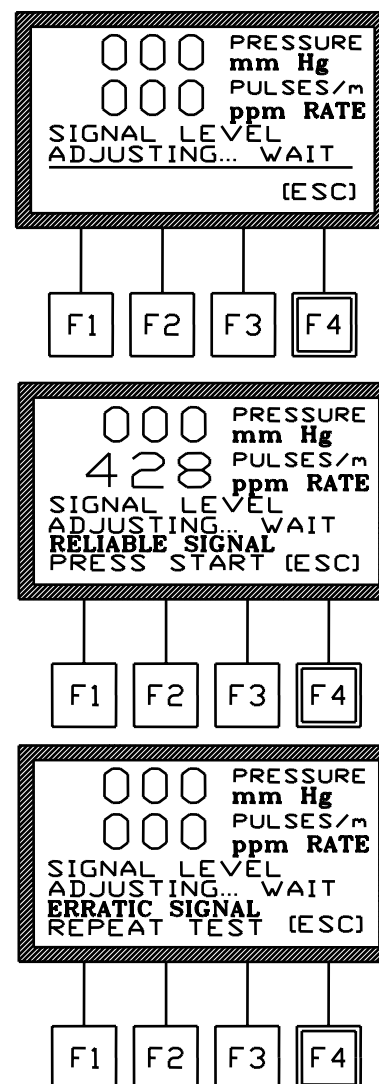 000 PRESSURE
mm Hg
000 PULSES/m
ppm RATE
SIGNAL LEVEL
ADJUSTING... WAIT
[ESC]
F1 F2 F3 F4
000 PRESSURE
mm Hg
428 PULSES/m
ppm RATE
SIGNAL LEVEL
ADJUSTING... WAIT
RELIABLE SIGNAL
PRESS START [ESC]
F1 F2 F3 F4
000 PRESSURE
mm Hg
000 PULSES/m
ppm RATE
SIGNAL LEVEL
ADJUSTING... WAIT
ERRATIC SIGNAL
REPEAT TEST [ESC]
F1 F2 F3 F4